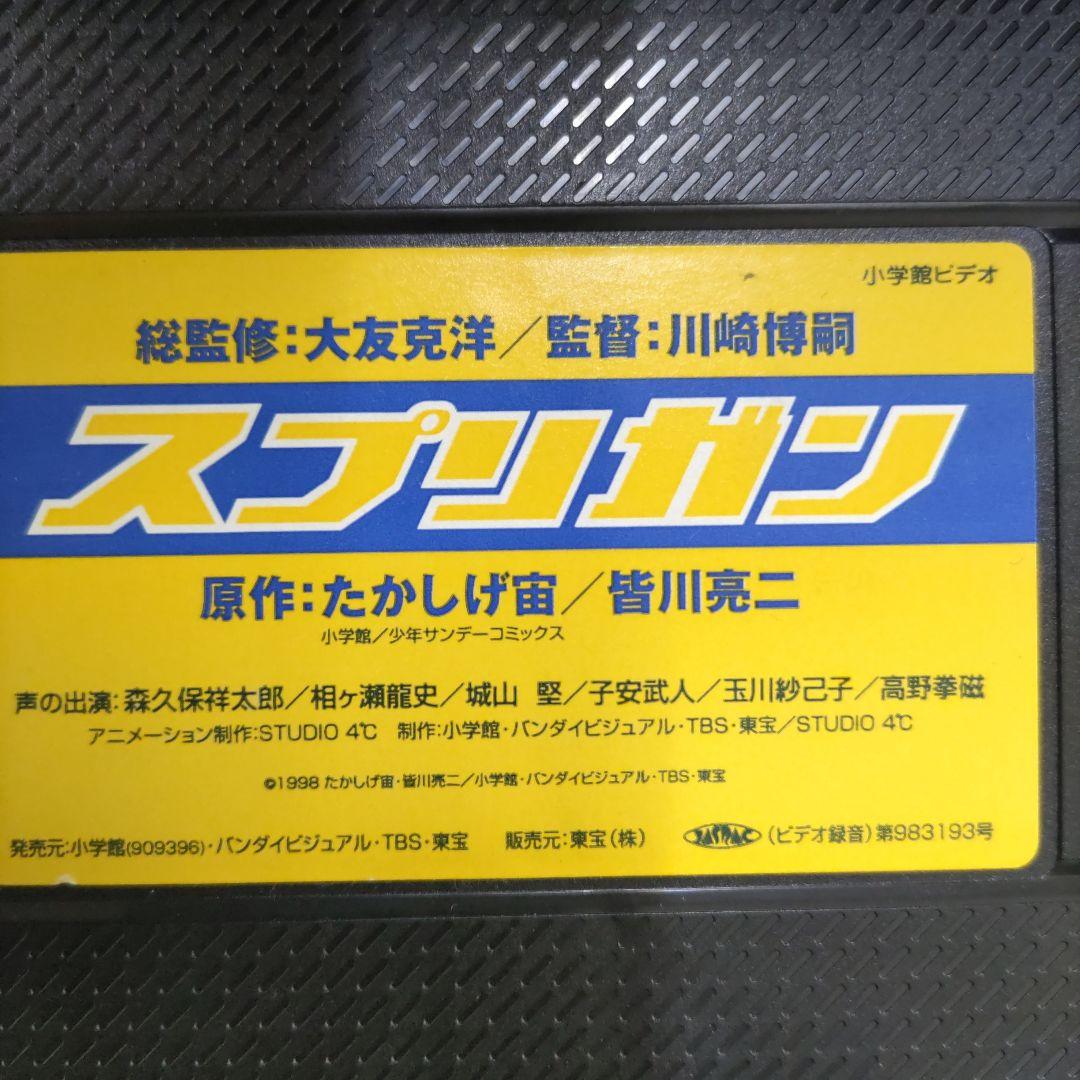 小学館ビデオ
総監修：大友克洋／監督：川崎博嗣
スプリガン
原作：たかしげ宙／皆川亮二
小学館／少年サンデーコミックス
声の出演：森久保祥太郎／相ヶ瀬龍史／城山 堅／子安武人／玉川紗己子／高野拳磁
アニメーション制作：STUDIO 4℃ 制作：小学館・バンダイビジュアル・TBS・東宝／STUDIO 4℃
©1998 たかしげ宙・皆川亮二／小学館・バンダイビジュアル・TBS・東宝
発売元：小学館(909396)・バンダイビジュアル・TBS・東宝 販売元：東宝（株） JASRAC （ビデオ録音）第983193号